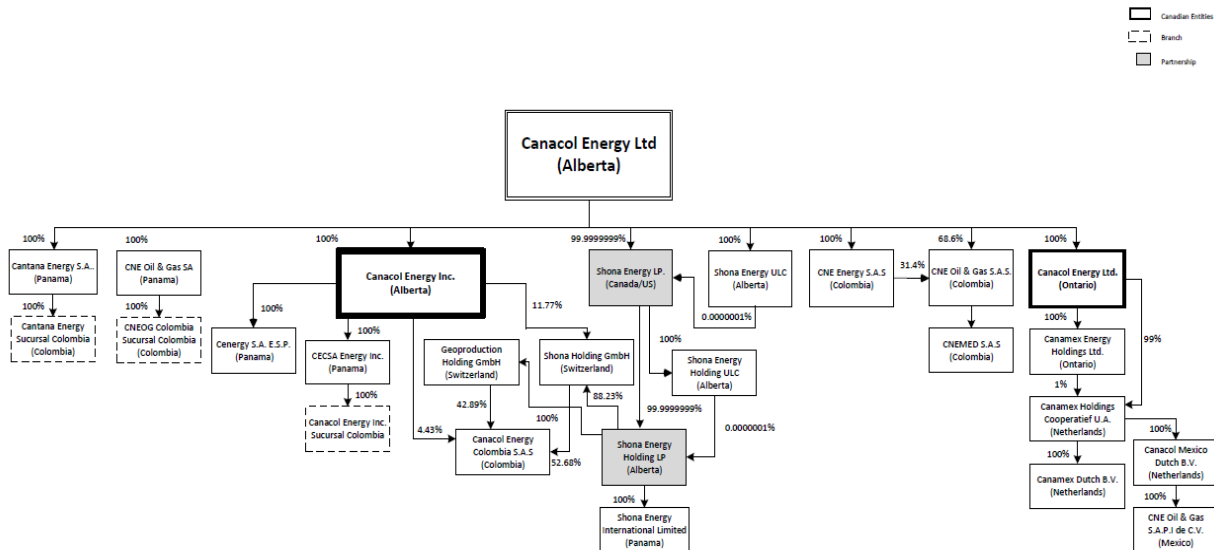 Canadian Entities
Branch
Partnership
Canacol Energy Ltd
(Alberta)
100%
100%
100%
99.9999999%
100%
100%
68.6%
100%
Cantana Energy S.A..
(Panama)
CNE Oil & Gas SA
(Panama)
Canacol Energy Inc.
(Alberta)
Shona Energy LP.
(Canada/US)
Shona Energy ULC
(Alberta)
CNE Energy S.A.S
(Colombia)
31.4%
CNE Oil & Gas S.A.S.
(Colombia)
Canacol Energy Ltd.
(Ontario)
100%
100%
100%
11.77%
0.0000001%
100%
99%
Cantana Energy
Sucursal Colombia
(Colombia)
CNEOG Colombia
Sucursal Colombia
(Colombia)
Cenergy S.A. E.S.P.
(Panama)
100%
CECSA Energy Inc.
(Panama)
Geoproduction
Holding GmbH
(Switzerland)
Shona Holding GmbH
(Switzerland)
100%
Shona Energy
Holding ULC
(Alberta)
CNEMED S.A.S
(Colombia)
Canamex Energy
Holdings Ltd.
(Ontario)
100%
42.89%
100%
88.23%
99.9999999%
1%
Canacol Energy Inc.
Sucursal Colombia
4.43%
Canacol Energy
Colombia S.A.S
(Colombia)
52.68%
Shona Energy
Holding LP
(Alberta)
0.0000001%
Canamex Holdings
Cooperatief U.A.
(Netherlands)
100%
100%
Canacol Mexico
Dutch B.V.
(Netherlands)
Canamex Dutch B.V.
(Netherlands)
100%
Shona Energy
International Limited
(Panama)
100%
CNE Oil & Gas
S.A.P.I de C.V.
(Mexico)